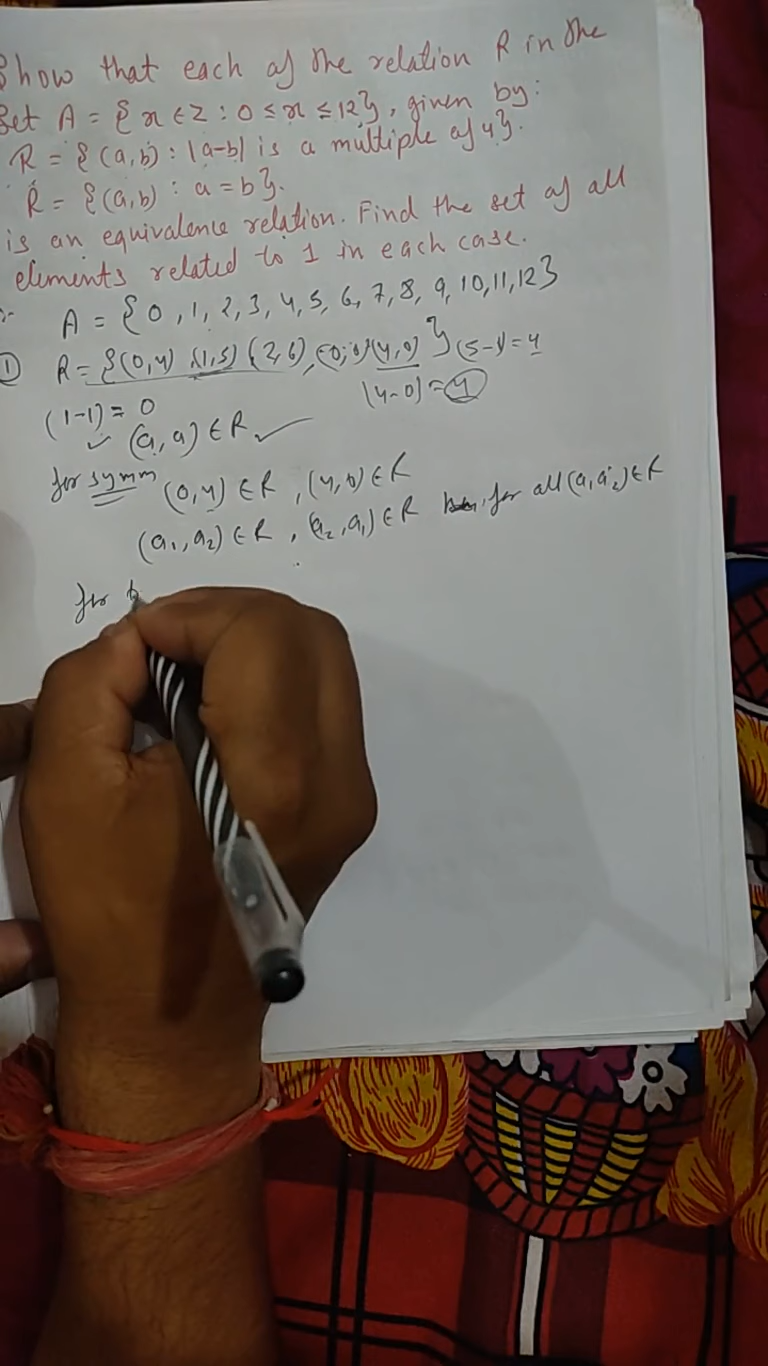 Show that each of the relation R in the
Set A = {x ∈ Z : 0 ≤ x ≤ 12}, given by:
R = {(a,b) : |a-b| is a multiple of 4}.
R = {(a,b) : a = b}.
is an equivalence relation. Find the set of all
elements related to 1 in each case.
A = {0, 1, 2, 3, 4, 5, 6, 7, 8, 9, 10, 11, 12}
① R = {(0,4) (1,5) (2,6), (0,0) (4,0) } (5-1) = 4
(1-1) = 0 |4-0| = 4
(a, a) ∈ R
for symm (0,4) ∈ R , (4,0) ∈ R
(a₁, a₂) ∈ R , (a₂, a₁) ∈ R for all (a₁, a₂) ∈ R
for